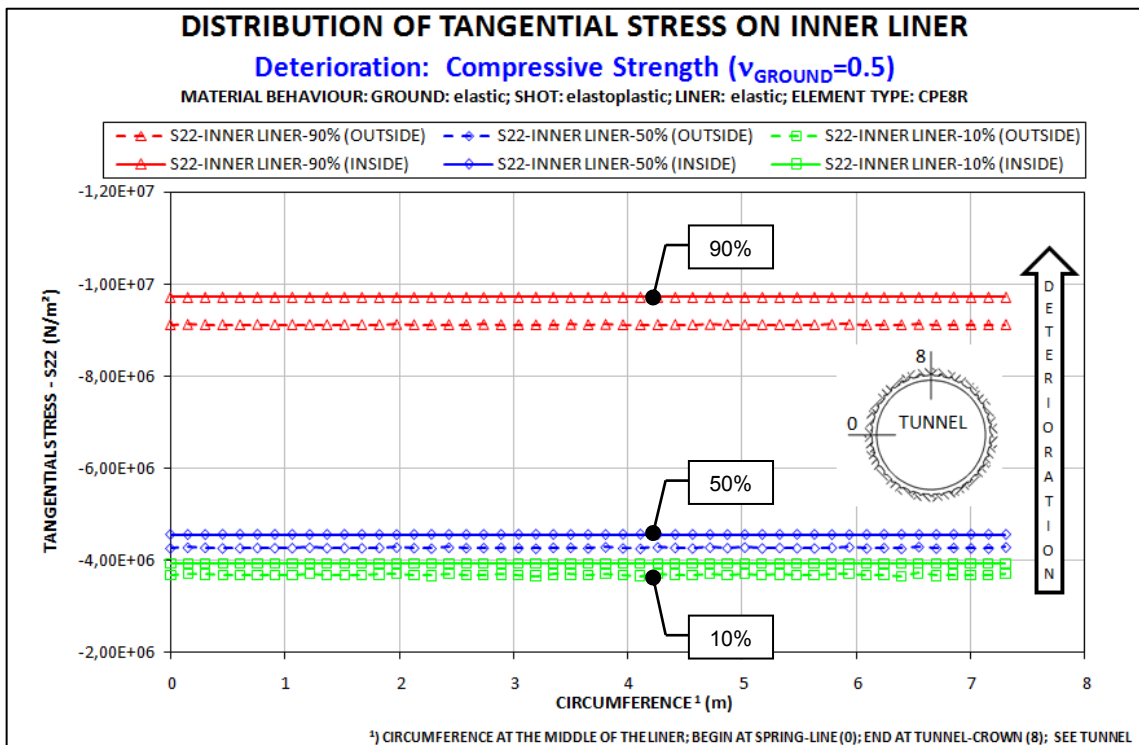 DISTRIBUTION OF TANGENTIAL STRESS ON INNER LINER
Deterioration: Compressive Strength (νGROUND=0.5)
MATERIAL BEHAVIOUR: GROUND: elastic; SHOT: elastoplastic; LINER: elastic; ELEMENT TYPE: CPE8R
S22-INNER LINER-90% (OUTSIDE) S22-INNER LINER-50% (OUTSIDE) S22-INNER LINER-10% (OUTSIDE)
S22-INNER LINER-90% (INSIDE) S22-INNER LINER-50% (INSIDE) S22-INNER LINER-10% (INSIDE)
TANGENTIAL STRESS - S22 (N/m²)
-1,20E+07
-1,00E+07
-8,00E+06
-6,00E+06
-4,00E+06
-2,00E+06
90%
50%
10%
8
0
TUNNEL
DETERIORATION
0 1 2 3 4 5 6 7 8
CIRCUMFERENCE¹ (m)
¹) CIRCUMFERENCE AT THE MIDDLE OF THE LINER; BEGIN AT SPRING-LINE (0); END AT TUNNEL-CROWN (8); SEE TUNNEL